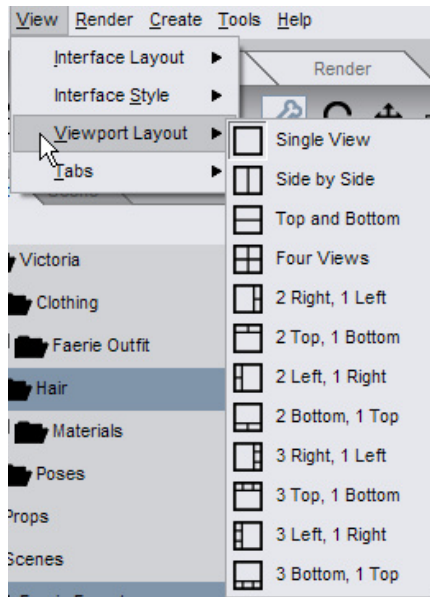 View Render Create Tools Help
Interface Layout
Render
Interface Style
Viewport Layout
Single View
Tabs
Side by Side
Top and Bottom
Victoria
Four Views
Clothing
2 Right, 1 Left
Faerie Outfit
2 Top, 1 Bottom
Hair
2 Left, 1 Right
Materials
2 Bottom, 1 Top
Poses
3 Right, 1 Left
Props
3 Top, 1 Bottom
Scenes
3 Left, 1 Right
3 Bottom, 1 Top